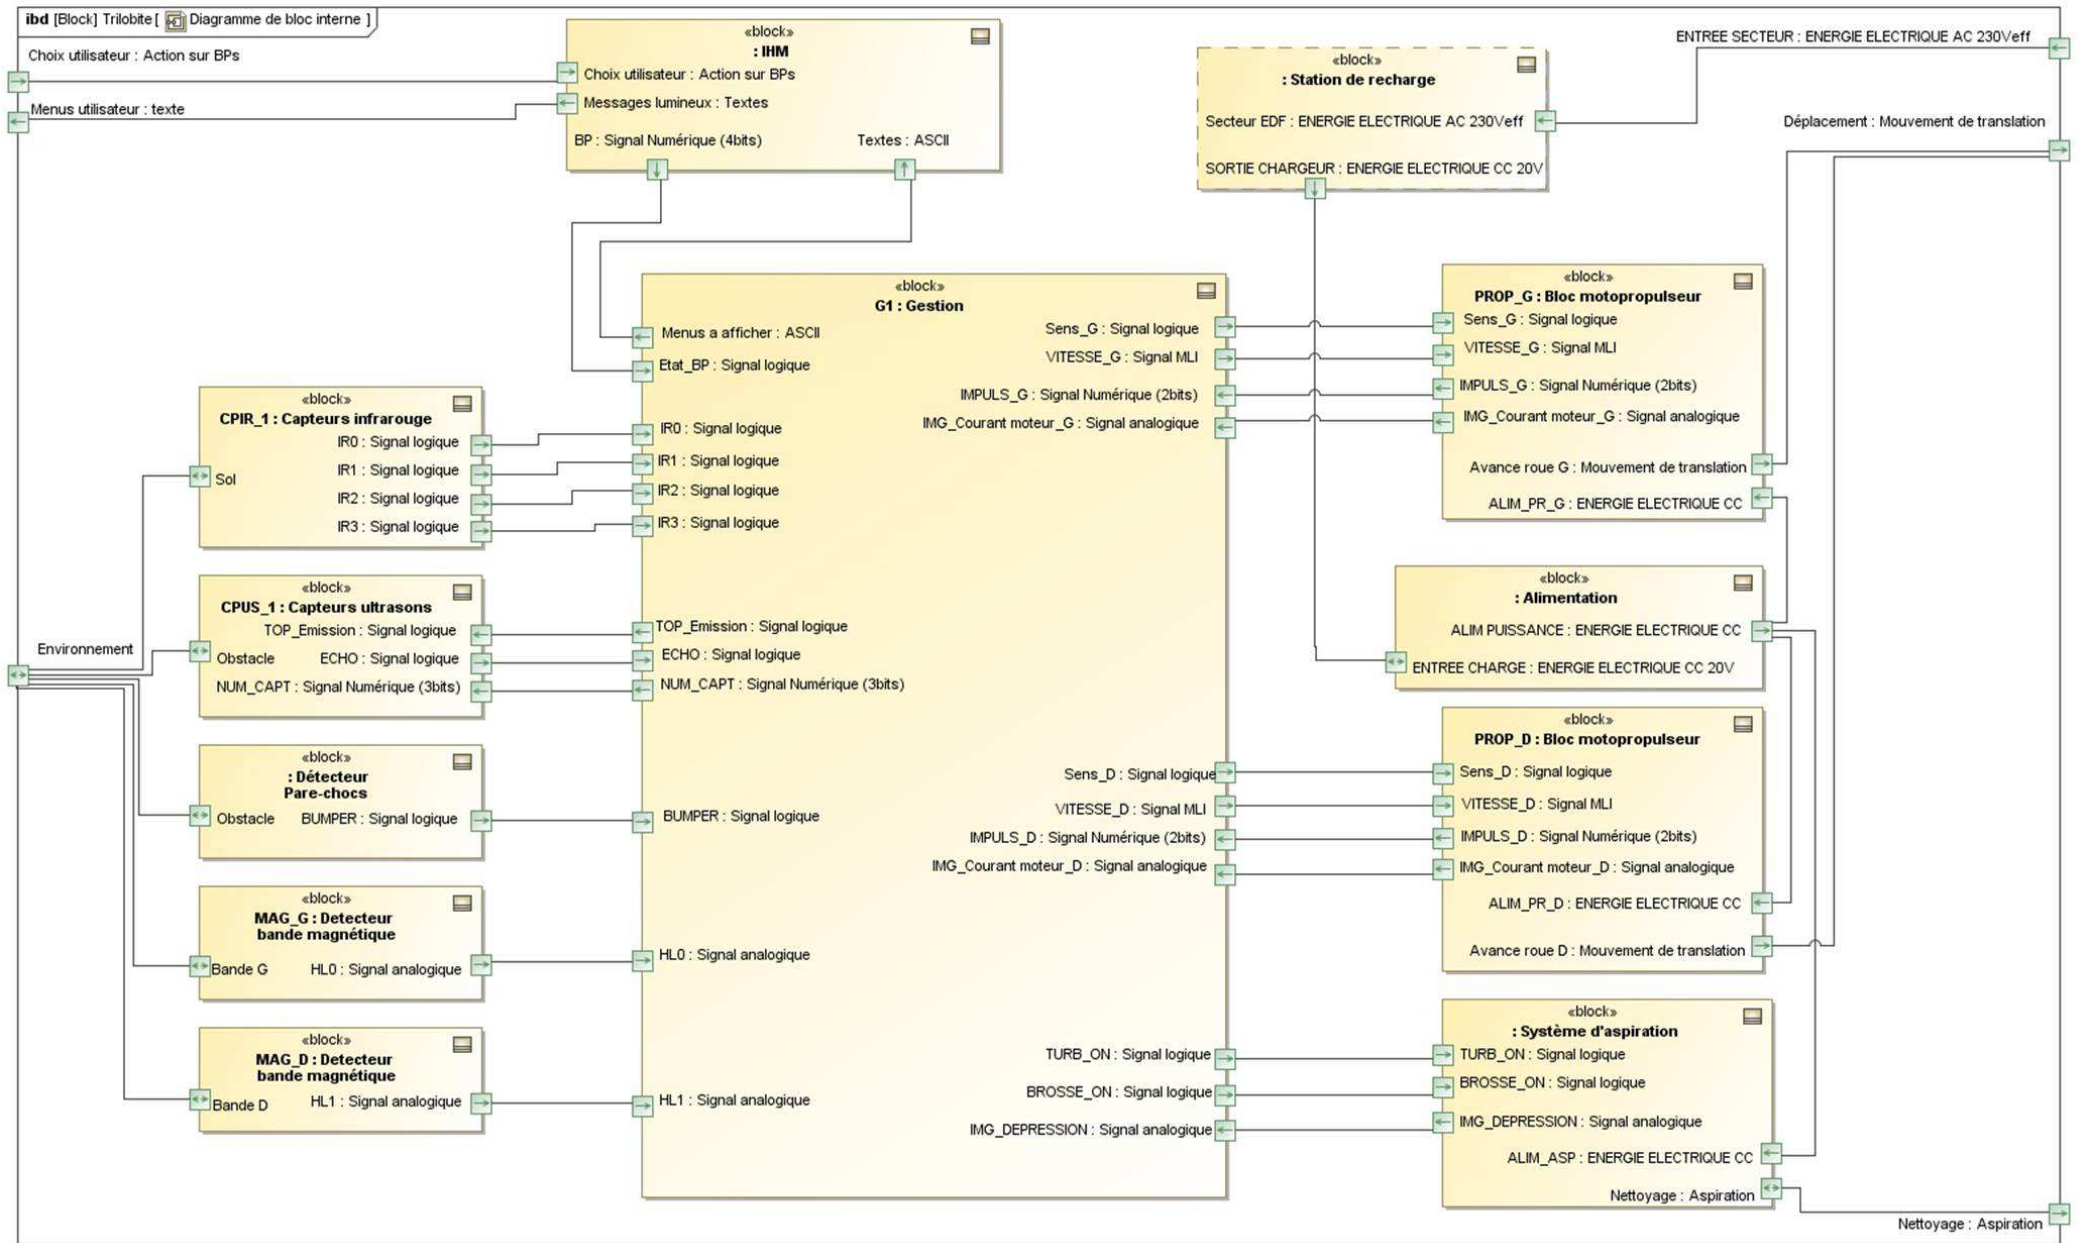 ibd [Block] Trilobite [ Diagramme de bloc interne ]
Choix utilisateur : Action sur BPs
Menus utilisateur : texte
«block»
: IHM
Choix utilisateur : Action sur BPs
Messages lumineux : Textes
BP : Signal Numérique (4bits)
Textes : ASCII
«block»
: Station de recharge
Secteur EDF : ENERGIE ELECTRIQUE AC 230Veff
SORTIE CHARGEUR : ENERGIE ELECTRIQUE CC 20V
ENTREE SECTEUR : ENERGIE ELECTRIQUE AC 230Veff
Déplacement : Mouvement de translation
«block»
CPIR_1 : Capteurs infrarouge
IR0 : Signal logique
IR1 : Signal logique
Sol
IR2 : Signal logique
IR3 : Signal logique
«block»
CPUS_1 : Capteurs ultrasons
TOP_Emission : Signal logique
Obstacle
ECHO : Signal logique
NUM_CAPT : Signal Numérique (3bits)
Environnement
«block»
: Détecteur
Pare-chocs
Obstacle
BUMPER : Signal logique
«block»
MAG_G : Detecteur
bande magnétique
Bande G
HL0 : Signal analogique
«block»
MAG_D : Detecteur
bande magnétique
Bande D
HL1 : Signal analogique
«block»
G1 : Gestion
Menus a afficher : ASCII
Etat_BP : Signal logique
IR0 : Signal logique
IR1 : Signal logique
IR2 : Signal logique
IR3 : Signal logique
TOP_Emission : Signal logique
ECHO : Signal logique
NUM_CAPT : Signal Numérique (3bits)
BUMPER : Signal logique
HL0 : Signal analogique
HL1 : Signal analogique
Sens_G : Signal logique
VITESSE_G : Signal MLI
IMPULS_G : Signal Numérique (2bits)
IMG_Courant moteur_G : Signal analogique
Sens_D : Signal logique
VITESSE_D : Signal MLI
IMPULS_D : Signal Numérique (2bits)
IMG_Courant moteur_D : Signal analogique
TURB_ON : Signal logique
BROSSE_ON : Signal logique
IMG_DEPRESSION : Signal analogique
«block»
PROP_G : Bloc motopropulseur
Sens_G : Signal logique
VITESSE_G : Signal MLI
IMPULS_G : Signal Numérique (2bits)
IMG_Courant moteur_G : Signal analogique
Avance roue G : Mouvement de translation
ALIM_PR_G : ENERGIE ELECTRIQUE CC
«block»
: Alimentation
ALIM PUISSANCE : ENERGIE ELECTRIQUE CC
ENTREE CHARGE : ENERGIE ELECTRIQUE CC 20V
«block»
PROP_D : Bloc motopropulseur
Sens_D : Signal logique
VITESSE_D : Signal MLI
IMPULS_D : Signal Numérique (2bits)
IMG_Courant moteur_D : Signal analogique
ALIM_PR_D : ENERGIE ELECTRIQUE CC
Avance roue D : Mouvement de translation
«block»
: Système d'aspiration
TURB_ON : Signal logique
BROSSE_ON : Signal logique
IMG_DEPRESSION : Signal analogique
ALIM_ASP : ENERGIE ELECTRIQUE CC
Nettoyage : Aspiration
Nettoyage : Aspiration